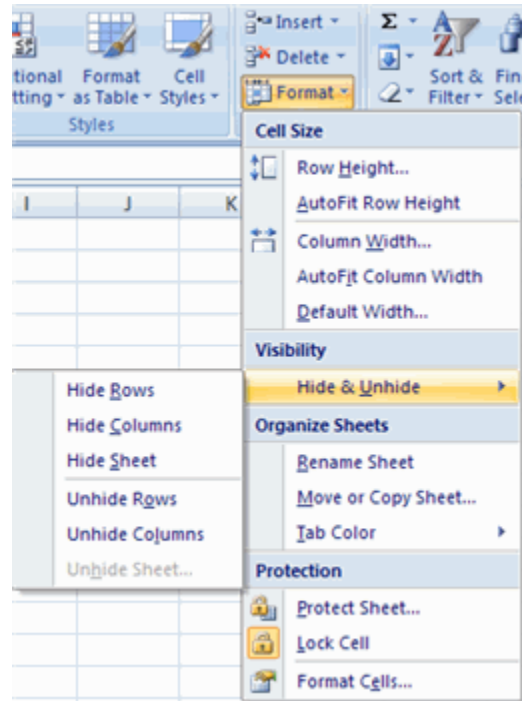 Insert
Delete
Format
Σ
tional
tting
Format
as Table
Cell
Styles
Sort &
Filter
Fin
Sele
Styles
I J K
Cell Size
Row Height...
AutoFit Row Height
Column Width...
AutoFit Column Width
Default Width...
Visibility
Hide & Unhide
Hide Rows
Hide Columns
Hide Sheet
Unhide Rows
Unhide Columns
Unhide Sheet...
Organize Sheets
Rename Sheet
Move or Copy Sheet...
Tab Color
Protection
Protect Sheet...
Lock Cell
Format Cells...